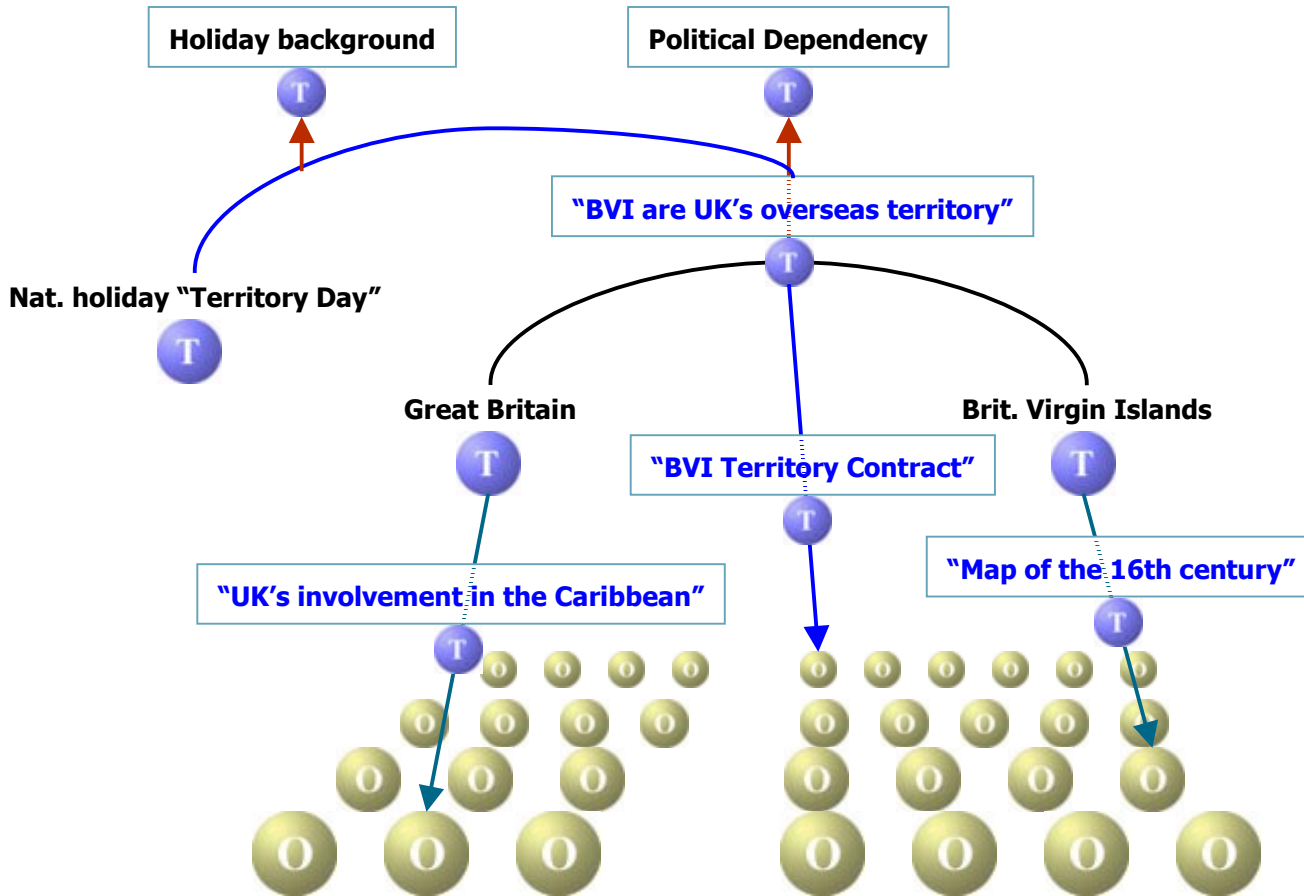 Holiday background
Political Dependency
T
T
“BVI are UK’s overseas territory”
T
Nat. holiday “Territory Day”
T
Great Britain
Brit. Virgin Islands
T
“BVI Territory Contract”
T
T
“Map of the 16th century”
“UK’s involvement in the Caribbean”
T
T
O O O O O O O O O O
O O O O O O O O O
O O O O O O O
O O O O O O O